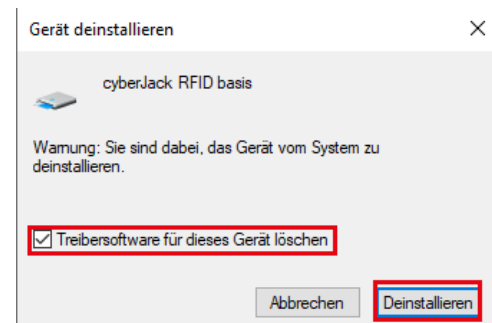 Gerät deinstallieren
cyberJack RFID basis
Warnung: Sie sind dabei, das Gerät vom System zu
deinstallieren.
Treibersoftware für dieses Gerät löschen
Abbrechen
Deinstallieren